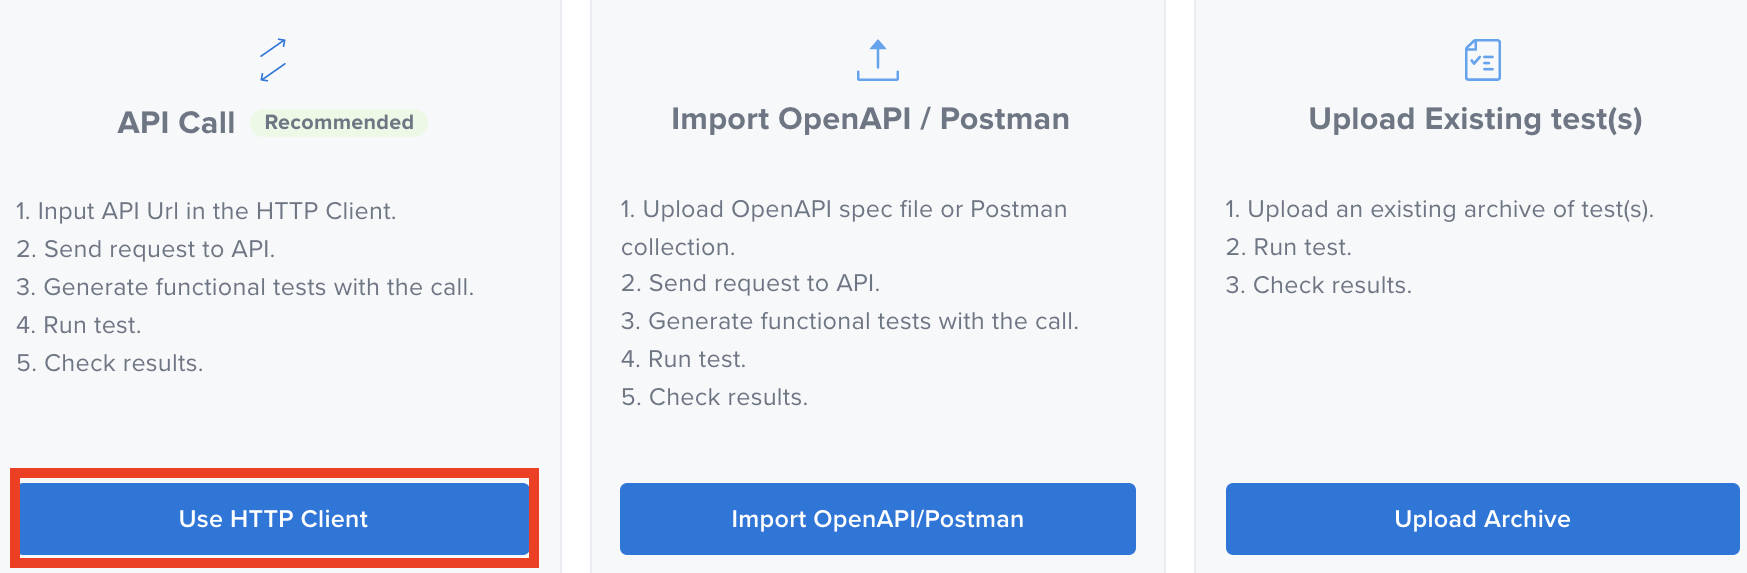 API Call Recommended
1. Input API Url in the HTTP Client.
2. Send request to API.
3. Generate functional tests with the call.
4. Run test.
5. Check results.
Use HTTP Client
Import OpenAPI / Postman
1. Upload OpenAPI spec file or Postman
collection.
2. Send request to API.
3. Generate functional tests with the call.
4. Run test.
5. Check results.
Import OpenAPI/Postman
Upload Existing test(s)
1. Upload an existing archive of test(s).
2. Run test.
3. Check results.
Upload Archive